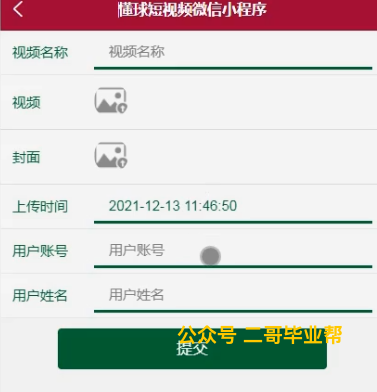 懂球短视频微信小程序
视频名称 视频名称
视频
封面
上传时间 2021-12-13 11:46:50
用户账号 用户账号
用户姓名 用户姓名
公众号 二哥毕业帮
提交